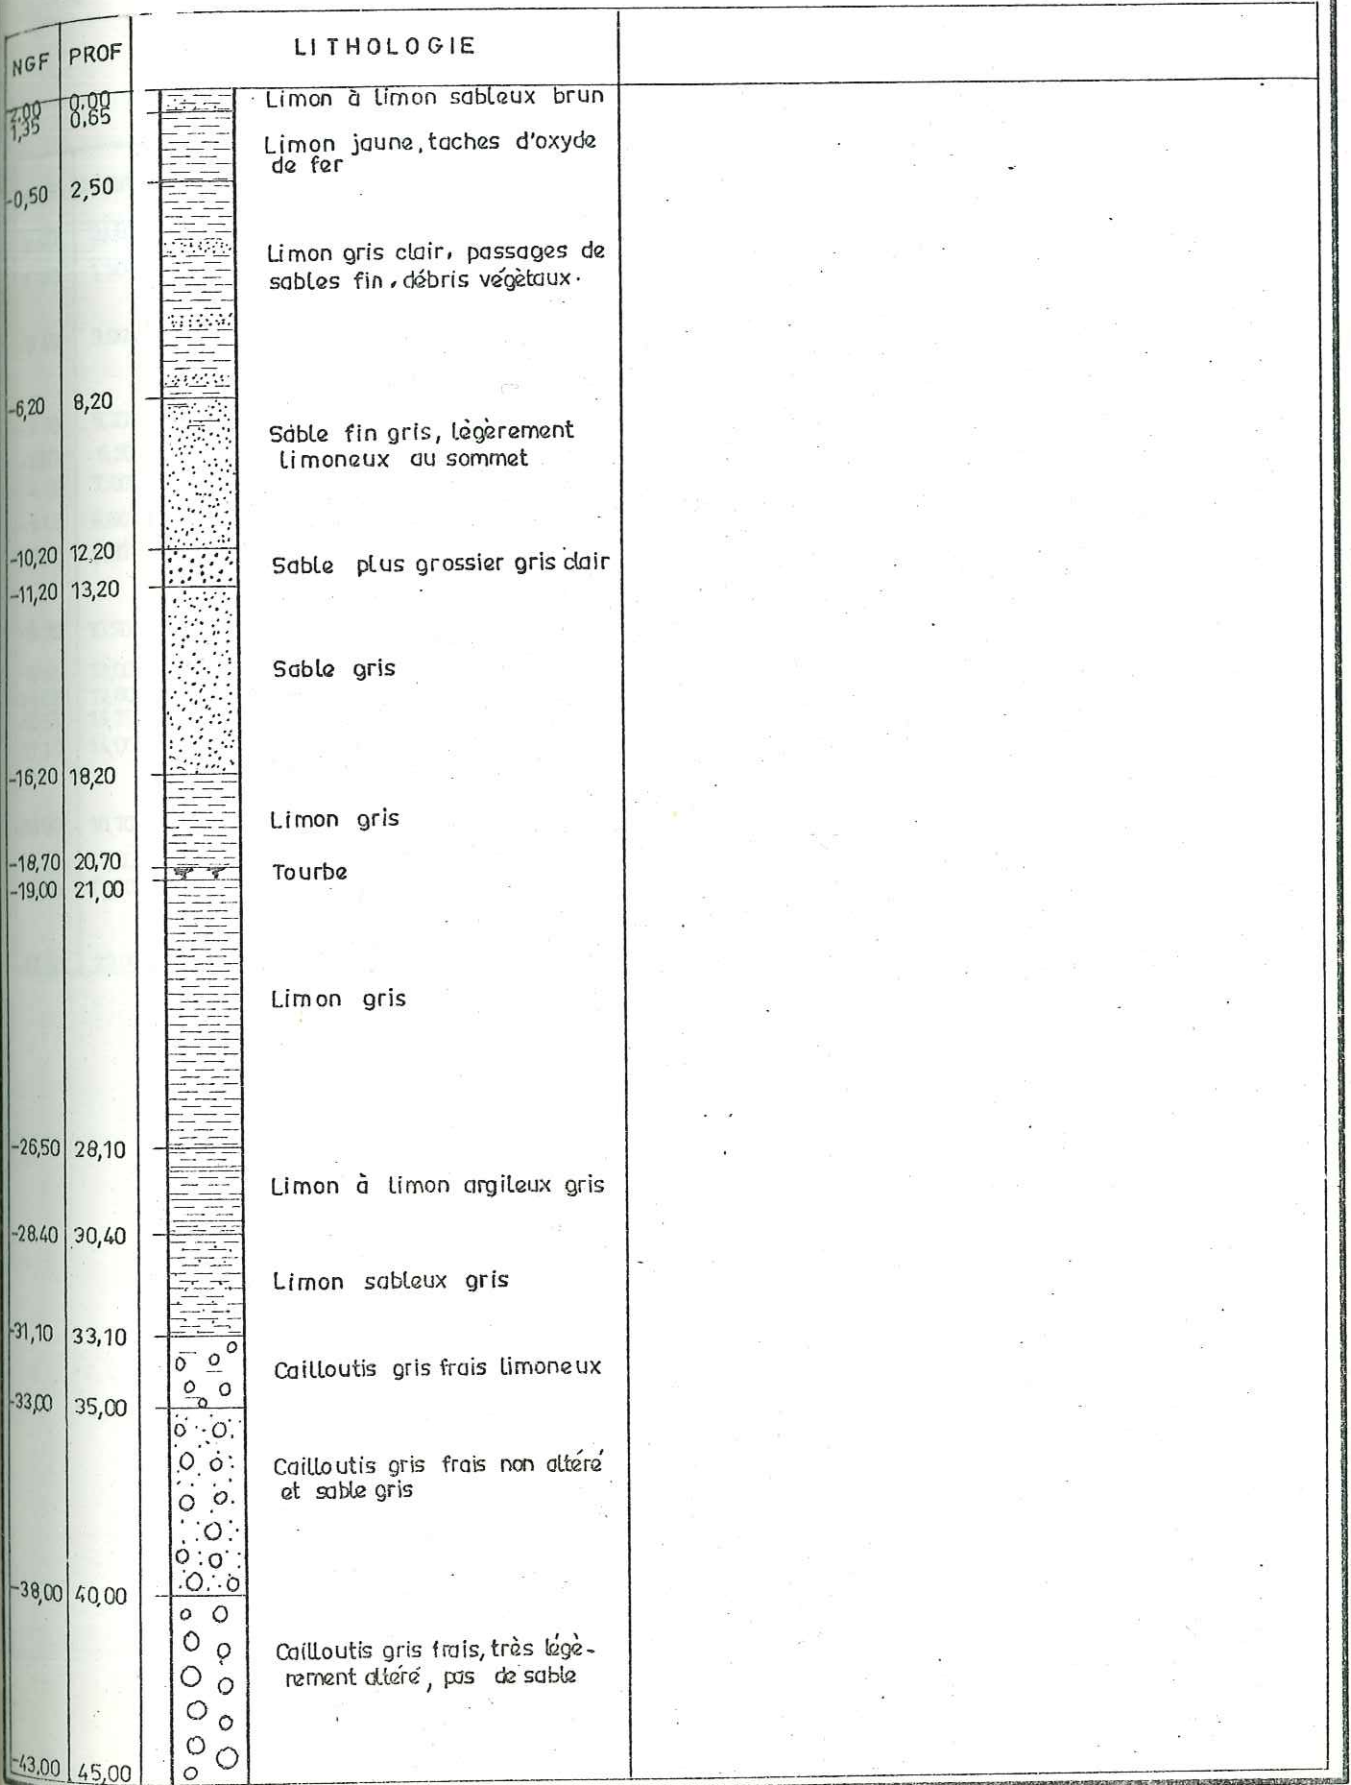 NGF PROF LITHOLOGIE
2,00 0,00 Limon à limon sableux brun
1,35 0,65
Limon jaune, taches d'oxyde
de fer
-0,50 2,50
Limon gris clair, passages de
sables fin, débris végètaux.
-6,20 8,20
Sable fin gris, lègèrement
limoneux au sommet
-10,20 12,20
Sable plus grossier gris clair
-11,20 13,20
Sable gris
-16,20 18,20
Limon gris
-18,70 20,70
Tourbe
-19,00 21,00
Limon gris
-26,50 28,10
Limon à limon argileux gris
-28.40 30,40
Limon sableux gris
-31,10 33,10
Cailloutis gris frais limoneux
-33,00 35,00
Cailloutis gris frais non altéré
et sable gris
-38,00 40,00
Cailloutis gris frais, très légè-
rement altéré, pas de sable
-43,00 45,00